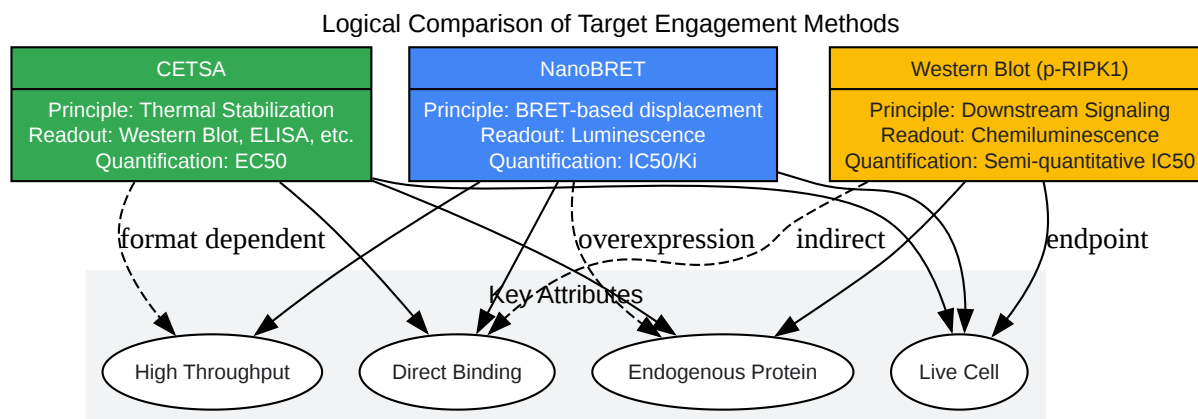 Logical Comparison of Target Engagement Methods
CETSA
Principle: Thermal Stabilization
Readout: Western Blot, ELISA, etc.
Quantification: EC50
NanoBRET
Principle: BRET-based displacement
Readout: Luminescence
Quantification: IC50/Ki
Western Blot (p-RIPK1)
Principle: Downstream Signaling
Readout: Chemiluminescence
Quantification: Semi-quantitative IC50
format dependent
overexpression
indirect
endpoint
Key Attributes
High Throughput
Direct Binding
Endogenous Protein
Live Cell